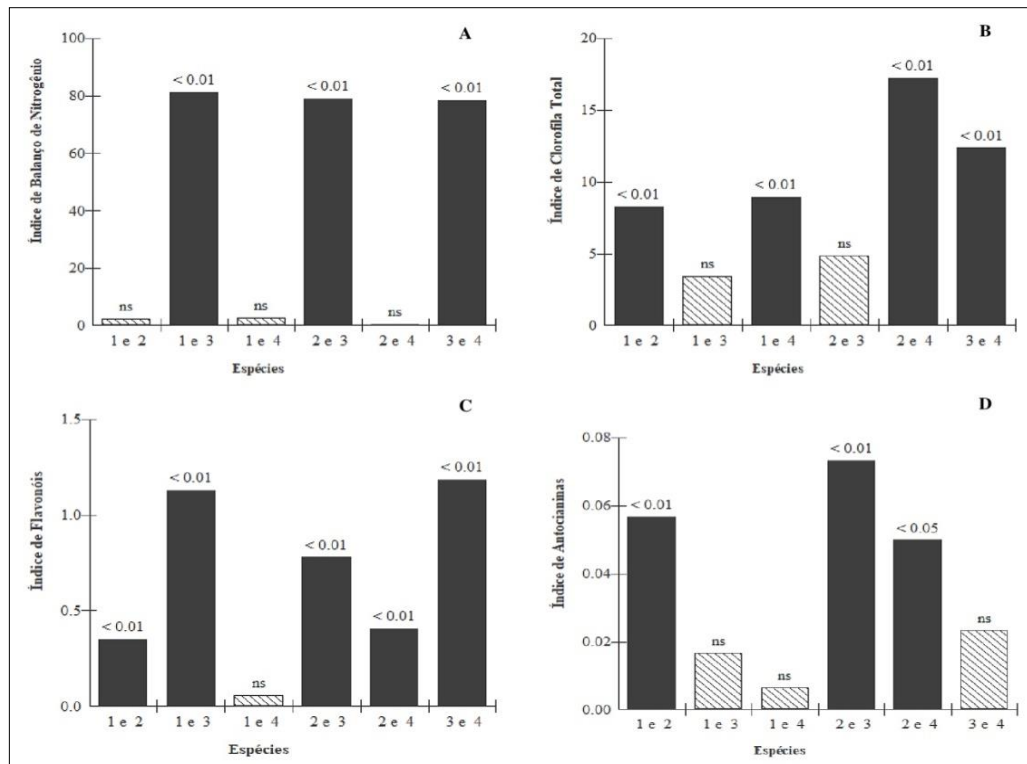 A
Índice de Balanço de Nitrogênio
100
80
60
40
20
0
ns
< 0.01
ns
< 0.01
ns
< 0.01
1 e 2
1 e 3
1 e 4
2 e 3
2 e 4
3 e 4
Espécies
B
Índice de Clorofila Total
20
15
10
5
0
< 0.01
ns
< 0.01
ns
< 0.01
< 0.01
1 e 2
1 e 3
1 e 4
2 e 3
2 e 4
3 e 4
Espécies
C
Índice de Flavonóis
1.5
1.0
0.5
0.0
< 0.01
< 0.01
ns
< 0.01
< 0.01
< 0.01
1 e 2
1 e 3
1 e 4
2 e 3
2 e 4
3 e 4
Espécies
D
Índice de Antocianinas
0.08
0.06
0.04
0.02
0.00
< 0.01
ns
ns
< 0.01
< 0.05
ns
1 e 2
1 e 3
1 e 4
2 e 3
2 e 4
3 e 4
Espécies